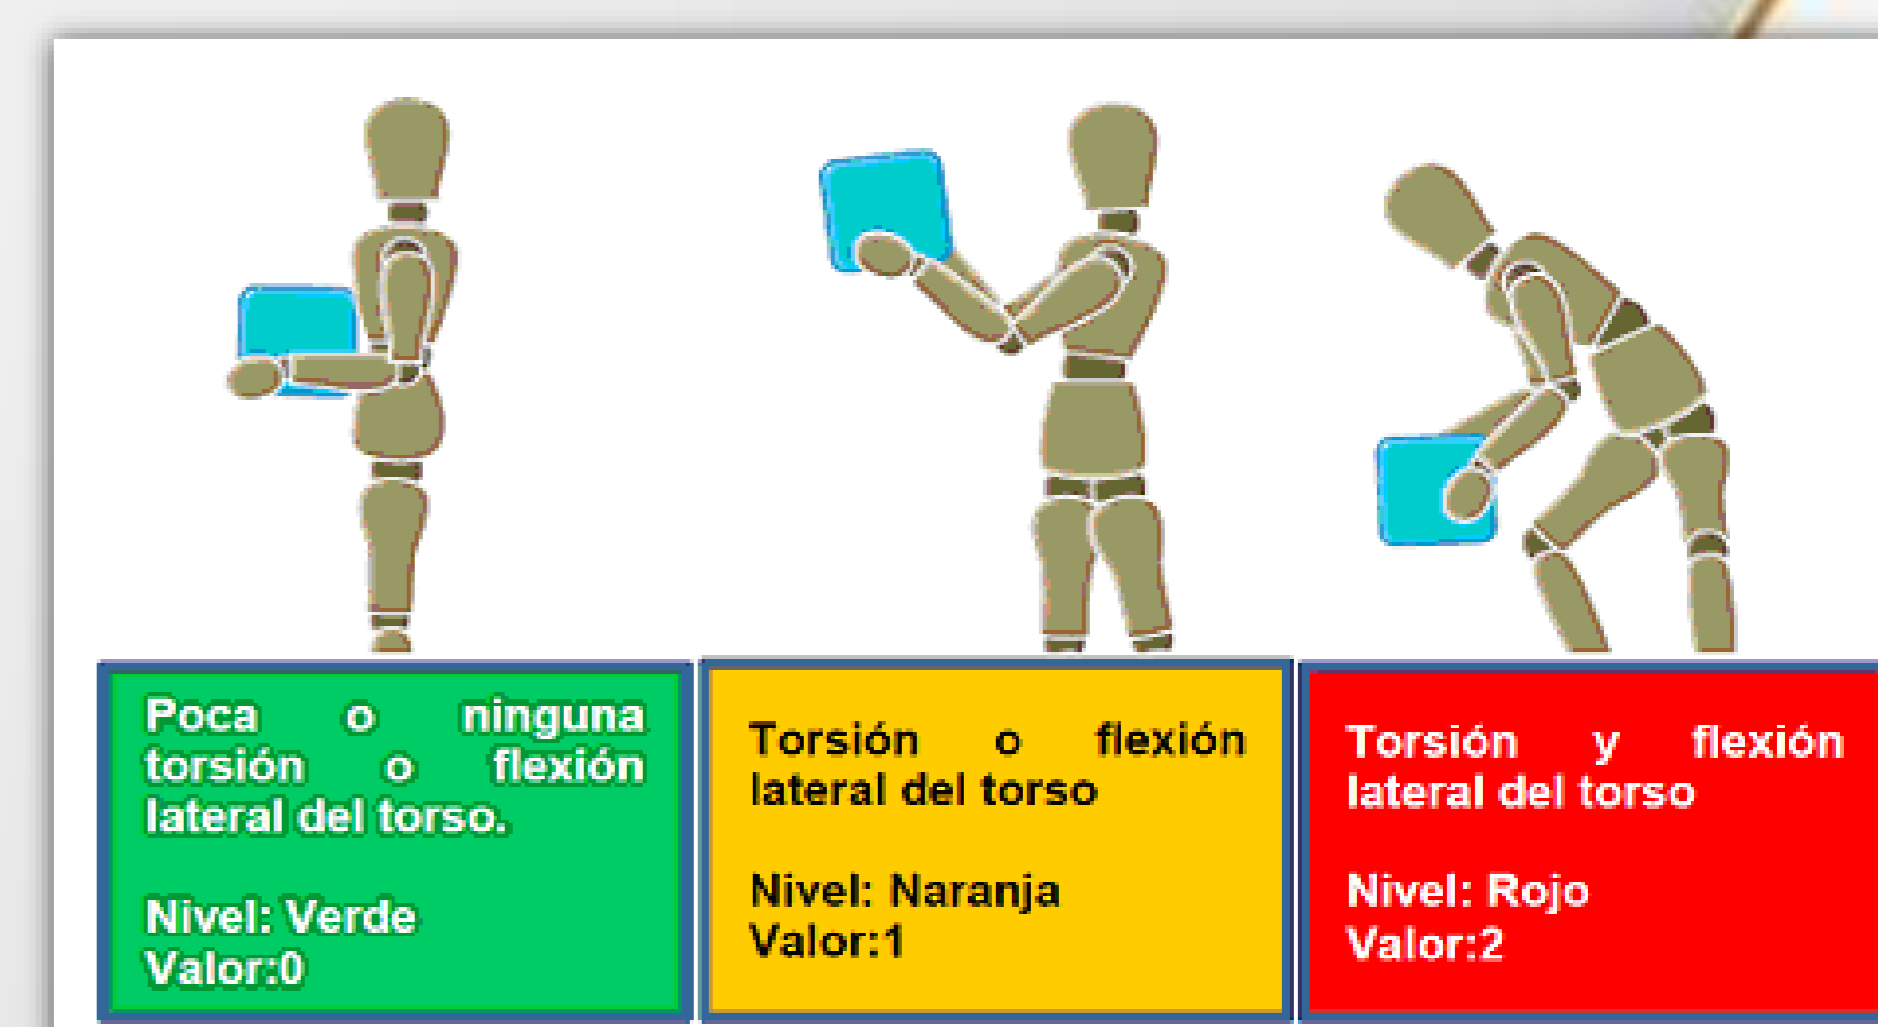 Poca o ninguna
torsión o flexión
lateral del torso.
Nivel: Verde
Valor:0
Torsión o flexión
lateral del torso
Nivel: Naranja
Valor:1
Torsión y flexión
lateral del torso
Nivel: Rojo
Valor:2